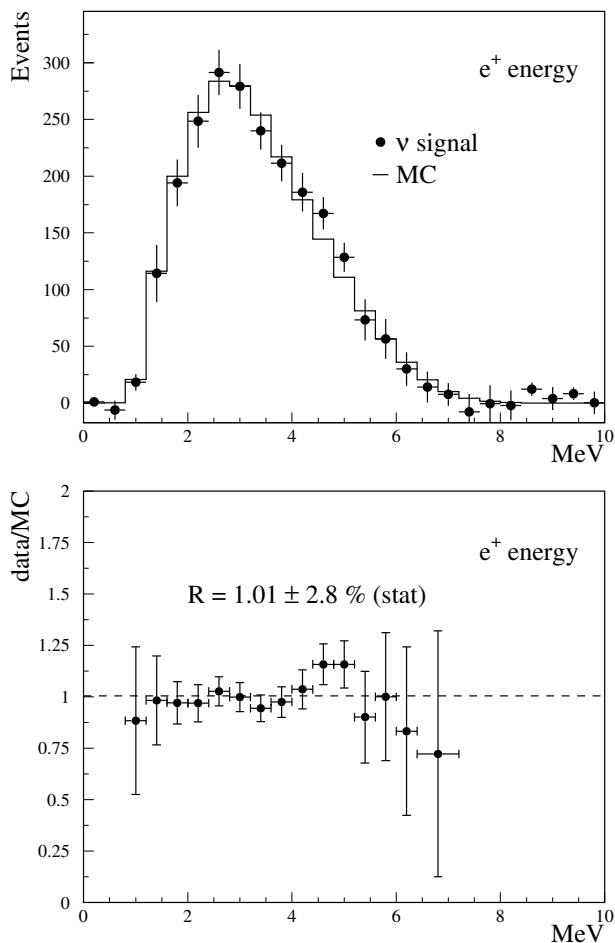 Events
300
250
200
150
100
50
0
e⁺ energy
ν signal
MC
0 2 4 6 8 10
MeV
data/MC
2
1.75
1.5
1.25
1
0.75
0.5
0.25
0
e⁺ energy
R = 1.01 ± 2.8 % (stat)
0 2 4 6 8 10
MeV